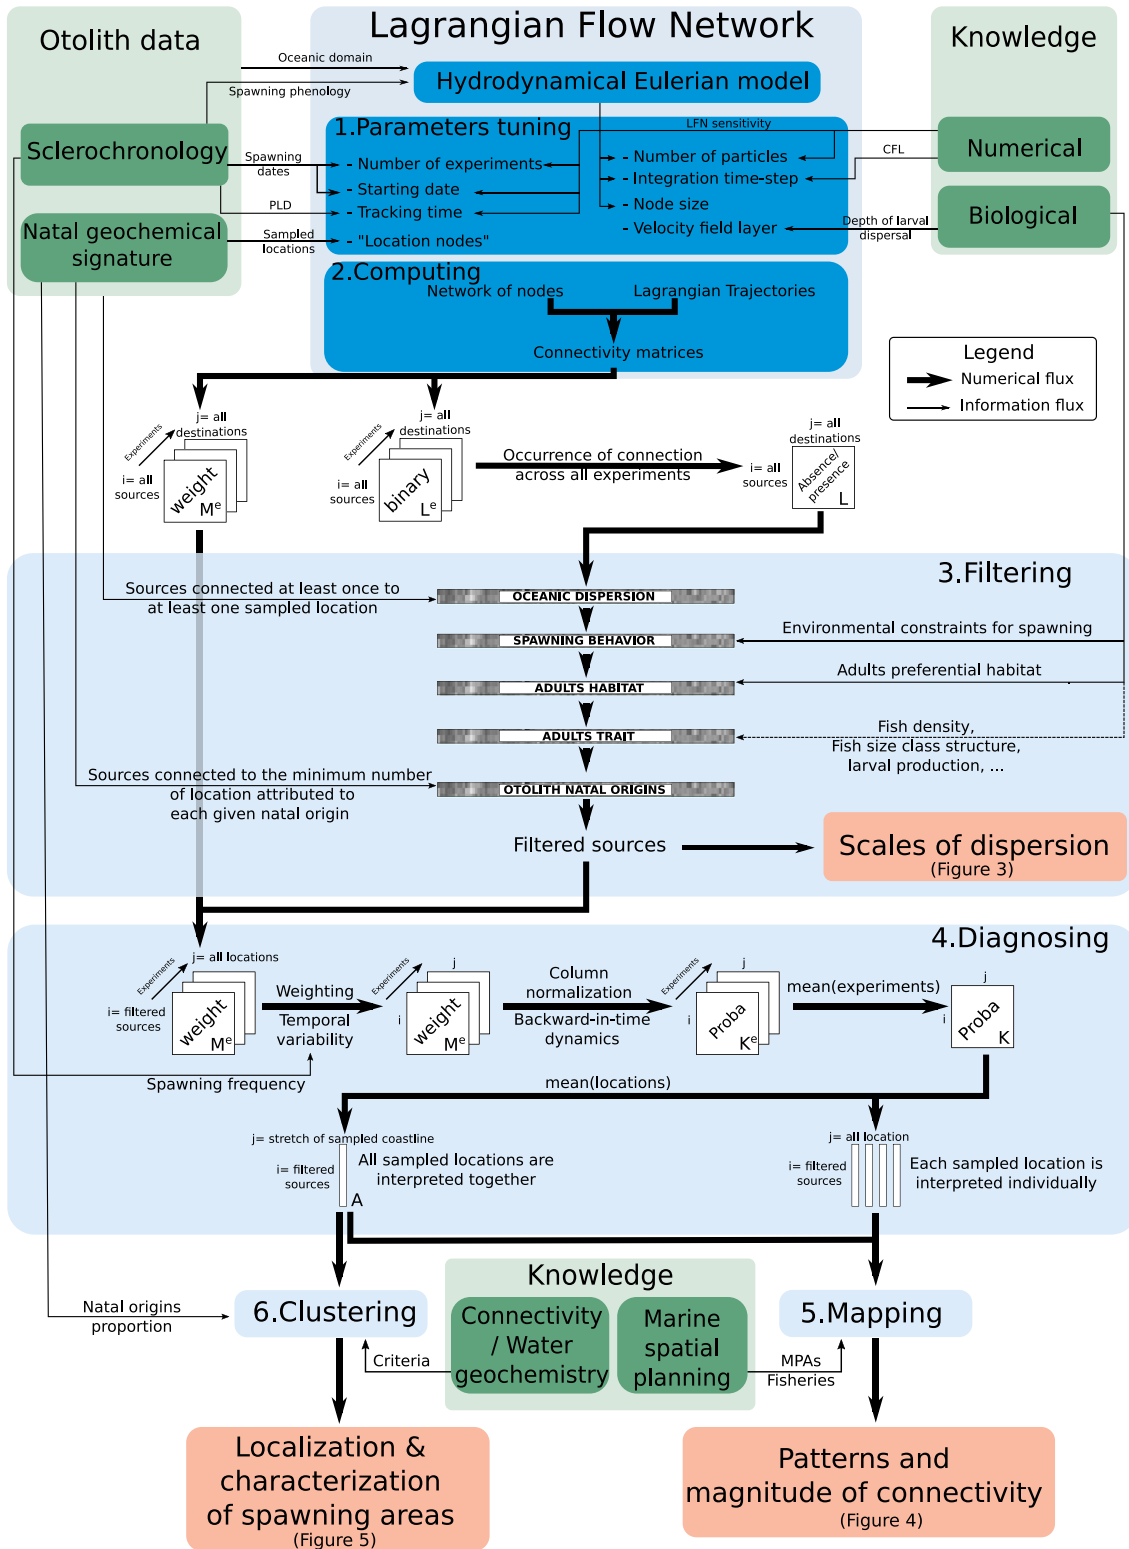 Otolith data
Lagrangian Flow Network
Knowledge
Oceanic domain
Hydrodynamical Eulerian model
Spawning phenology
1.Parameters tuning
LFN sensitivity
Sclerochronology
Spawning
dates
- Number of experiments
- Starting date
PLD
- Tracking time
- Number of particles
- Integration time-step
- Node size
- Velocity field layer
CFL
Numerical
Biological
Depth of larval
dispersal
Natal geochemical
signature
Sampled
locations
- "Location nodes"
2.Computing
Network of nodes
Lagrangian Trajectories
Connectivity matrices
Legend
Numerical flux
Information flux
j= all
destinations
Experiments
i= all
sources
weight
Me
j= all
destinations
Experiments
i= all
sources
binary
Le
Occurrence of connection
across all experiments
j= all
destinations
i= all
sources
Absence/
presence
L
3.Filtering
Sources connected at least once to
at least one sampled location
OCEANIC DISPERSION
SPAWNING BEHAVIOR
Environmental constraints for spawning
ADULTS HABITAT
Adults preferential habitat
ADULTS TRAIT
Fish density,
Fish size class structure,
larval production, ...
Sources connected to the minimum number
of location attributed to
each given natal origin
OTOLITH NATAL ORIGINS
Filtered sources
Scales of dispersion
(Figure 3)
4.Diagnosing
j= all locations
Experiments
i= filtered
sources
weight
Me
Weighting
Temporal
variability
Spawning frequency
Experiments
j
i
weight
Me
Column
normalization
Backward-in-time
dynamics
Experiments
j
i
Proba
Ke
mean(experiments)
j
i
Proba
K
mean(locations)
j= stretch of sampled coastline
i= filtered
sources
A
All sampled locations are
interpreted together
j= all location
i= filtered
sources
Each sampled location is
interpreted individually
Knowledge
Natal origins
proportion
6.Clustering
Criteria
Connectivity
/ Water
geochemistry
Marine
spatial
planning
MPAs
Fisheries
5.Mapping
Localization &
characterization
of spawning areas
(Figure 5)
Patterns and
magnitude of connectivity
(Figure 4)